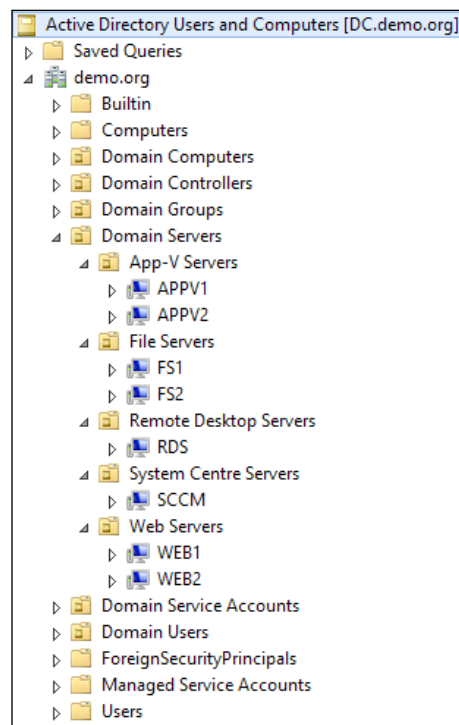 Active Directory Users and Computers [DC.demo.org]
Saved Queries
demo.org
Builtin
Computers
Domain Computers
Domain Controllers
Domain Groups
Domain Servers
App-V Servers
APPV1
APPV2
File Servers
FS1
FS2
Remote Desktop Servers
RDS
System Centre Servers
SCCM
Web Servers
WEB1
WEB2
Domain Service Accounts
Domain Users
ForeignSecurityPrincipals
Managed Service Accounts
Users